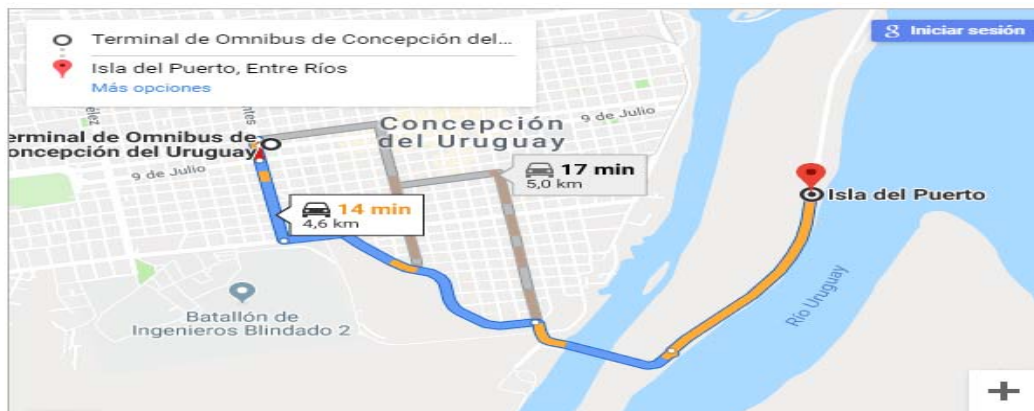 Terminal de Omnibus de Concepción del...
Isla del Puerto, Entre Ríos
Más opciones
Iniciar sesión
9 de Julio
Concepción
del Uruguay
erminal de Omnibus de
oncepción del Uruguay
9 de Julio
17 min
5,0 km
14 min
4,6 km
Isla del Puerto
Batallón de
Ingenieros Blindado 2
Río Uruguay